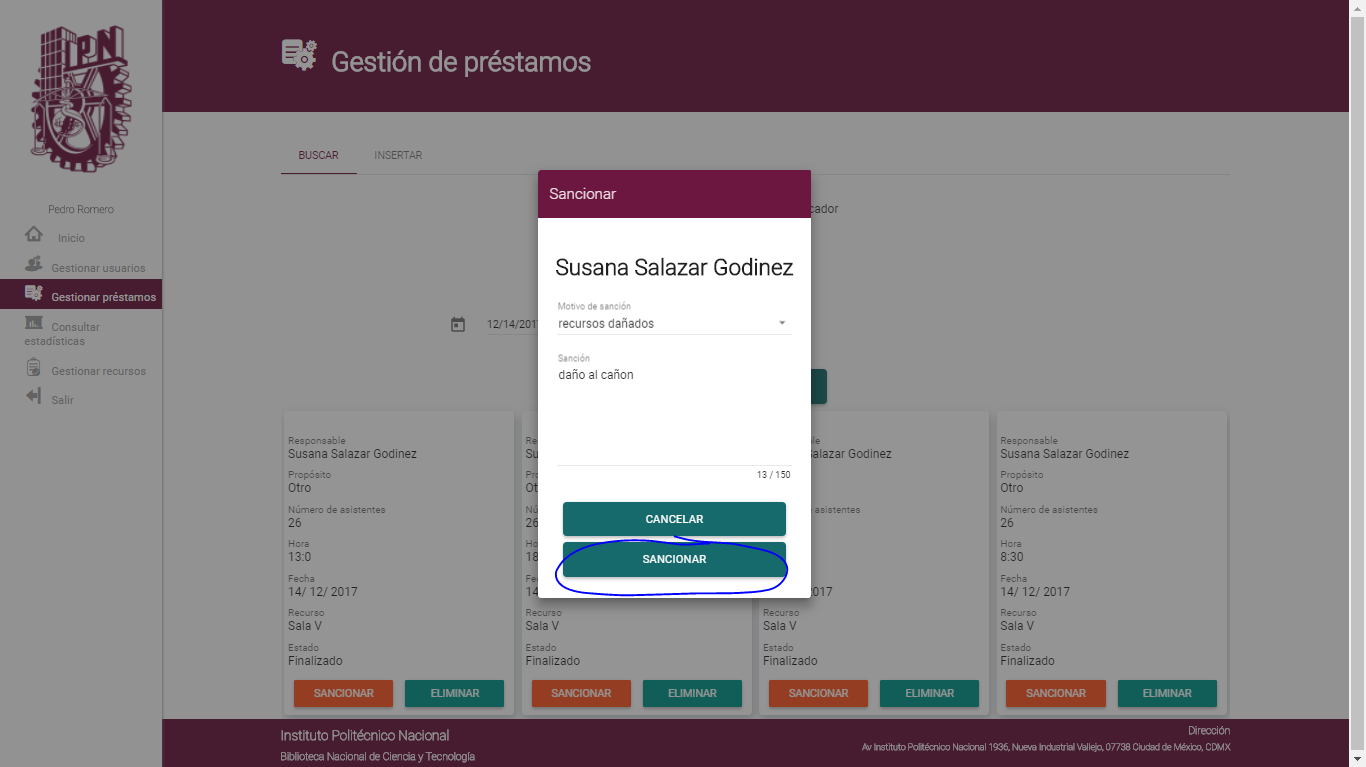 IPN
Gestión de préstamos
Pedro Romero
Inicio
Gestionar usuarios
Gestionar préstamos
Consultar
estadísticas
Gestionar recursos
Salir
BUSCAR INSERTAR
cador
12/14/2017
Sancionar
Susana Salazar Godinez
Motivo de sanción
recursos dañados
Sanción
daño al cañon
13 / 150
CANCELAR
SANCIONAR
Responsable
Susana Salazar Godinez
Propósito
Otro
Número de asistentes
26
Hora
13:0
Fecha
14/ 12/ 2017
Recurso
Sala V
Estado
Finalizado
SANCIONAR ELIMINAR
Re
Su
Pro
Ot
Nú
26
Ho
18
Fe
14
Recurso
Sala V
Estado
Finalizado
SANCIONAR ELIMINAR
le
alazar Godinez
asistentes
2017
Recurso
Sala V
Estado
Finalizado
SANCIONAR ELIMINAR
Responsable
Susana Salazar Godinez
Propósito
Otro
Número de asistentes
26
Hora
8:30
Fecha
14/ 12/ 2017
Recurso
Sala V
Estado
Finalizado
SANCIONAR ELIMINAR
Instituto Politécnico Nacional
Biblioteca Nacional de Ciencia y Tecnología
Dirección
Av Instituto Politécnico Nacional 1936, Nueva Industrial Vallejo, 07738 Ciudad de México, CDMX